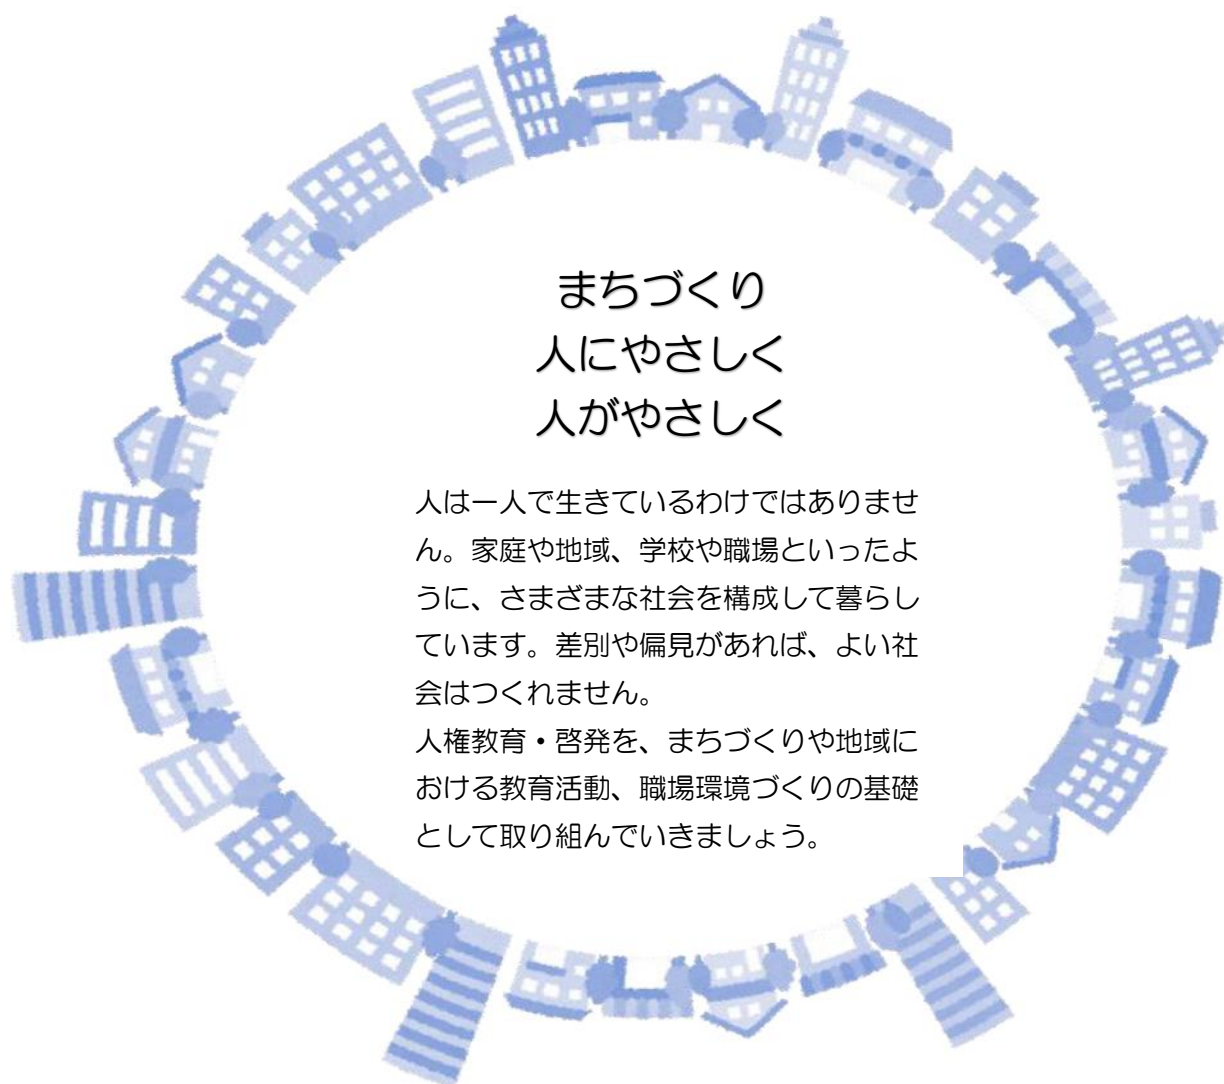 まちづくり
人にやさしく
人がやさしく
人は一人で生きているわけではありませ
ん。家庭や地域、学校や職場といったよ
うに、さまざまな社会を構成して暮らし
ています。差別や偏見があれば、よい社
会はつくれません。
人権教育・啓発を、まちづくりや地域に
おける教育活動、職場環境づくりの基礎
として取り組んでいきましょう。